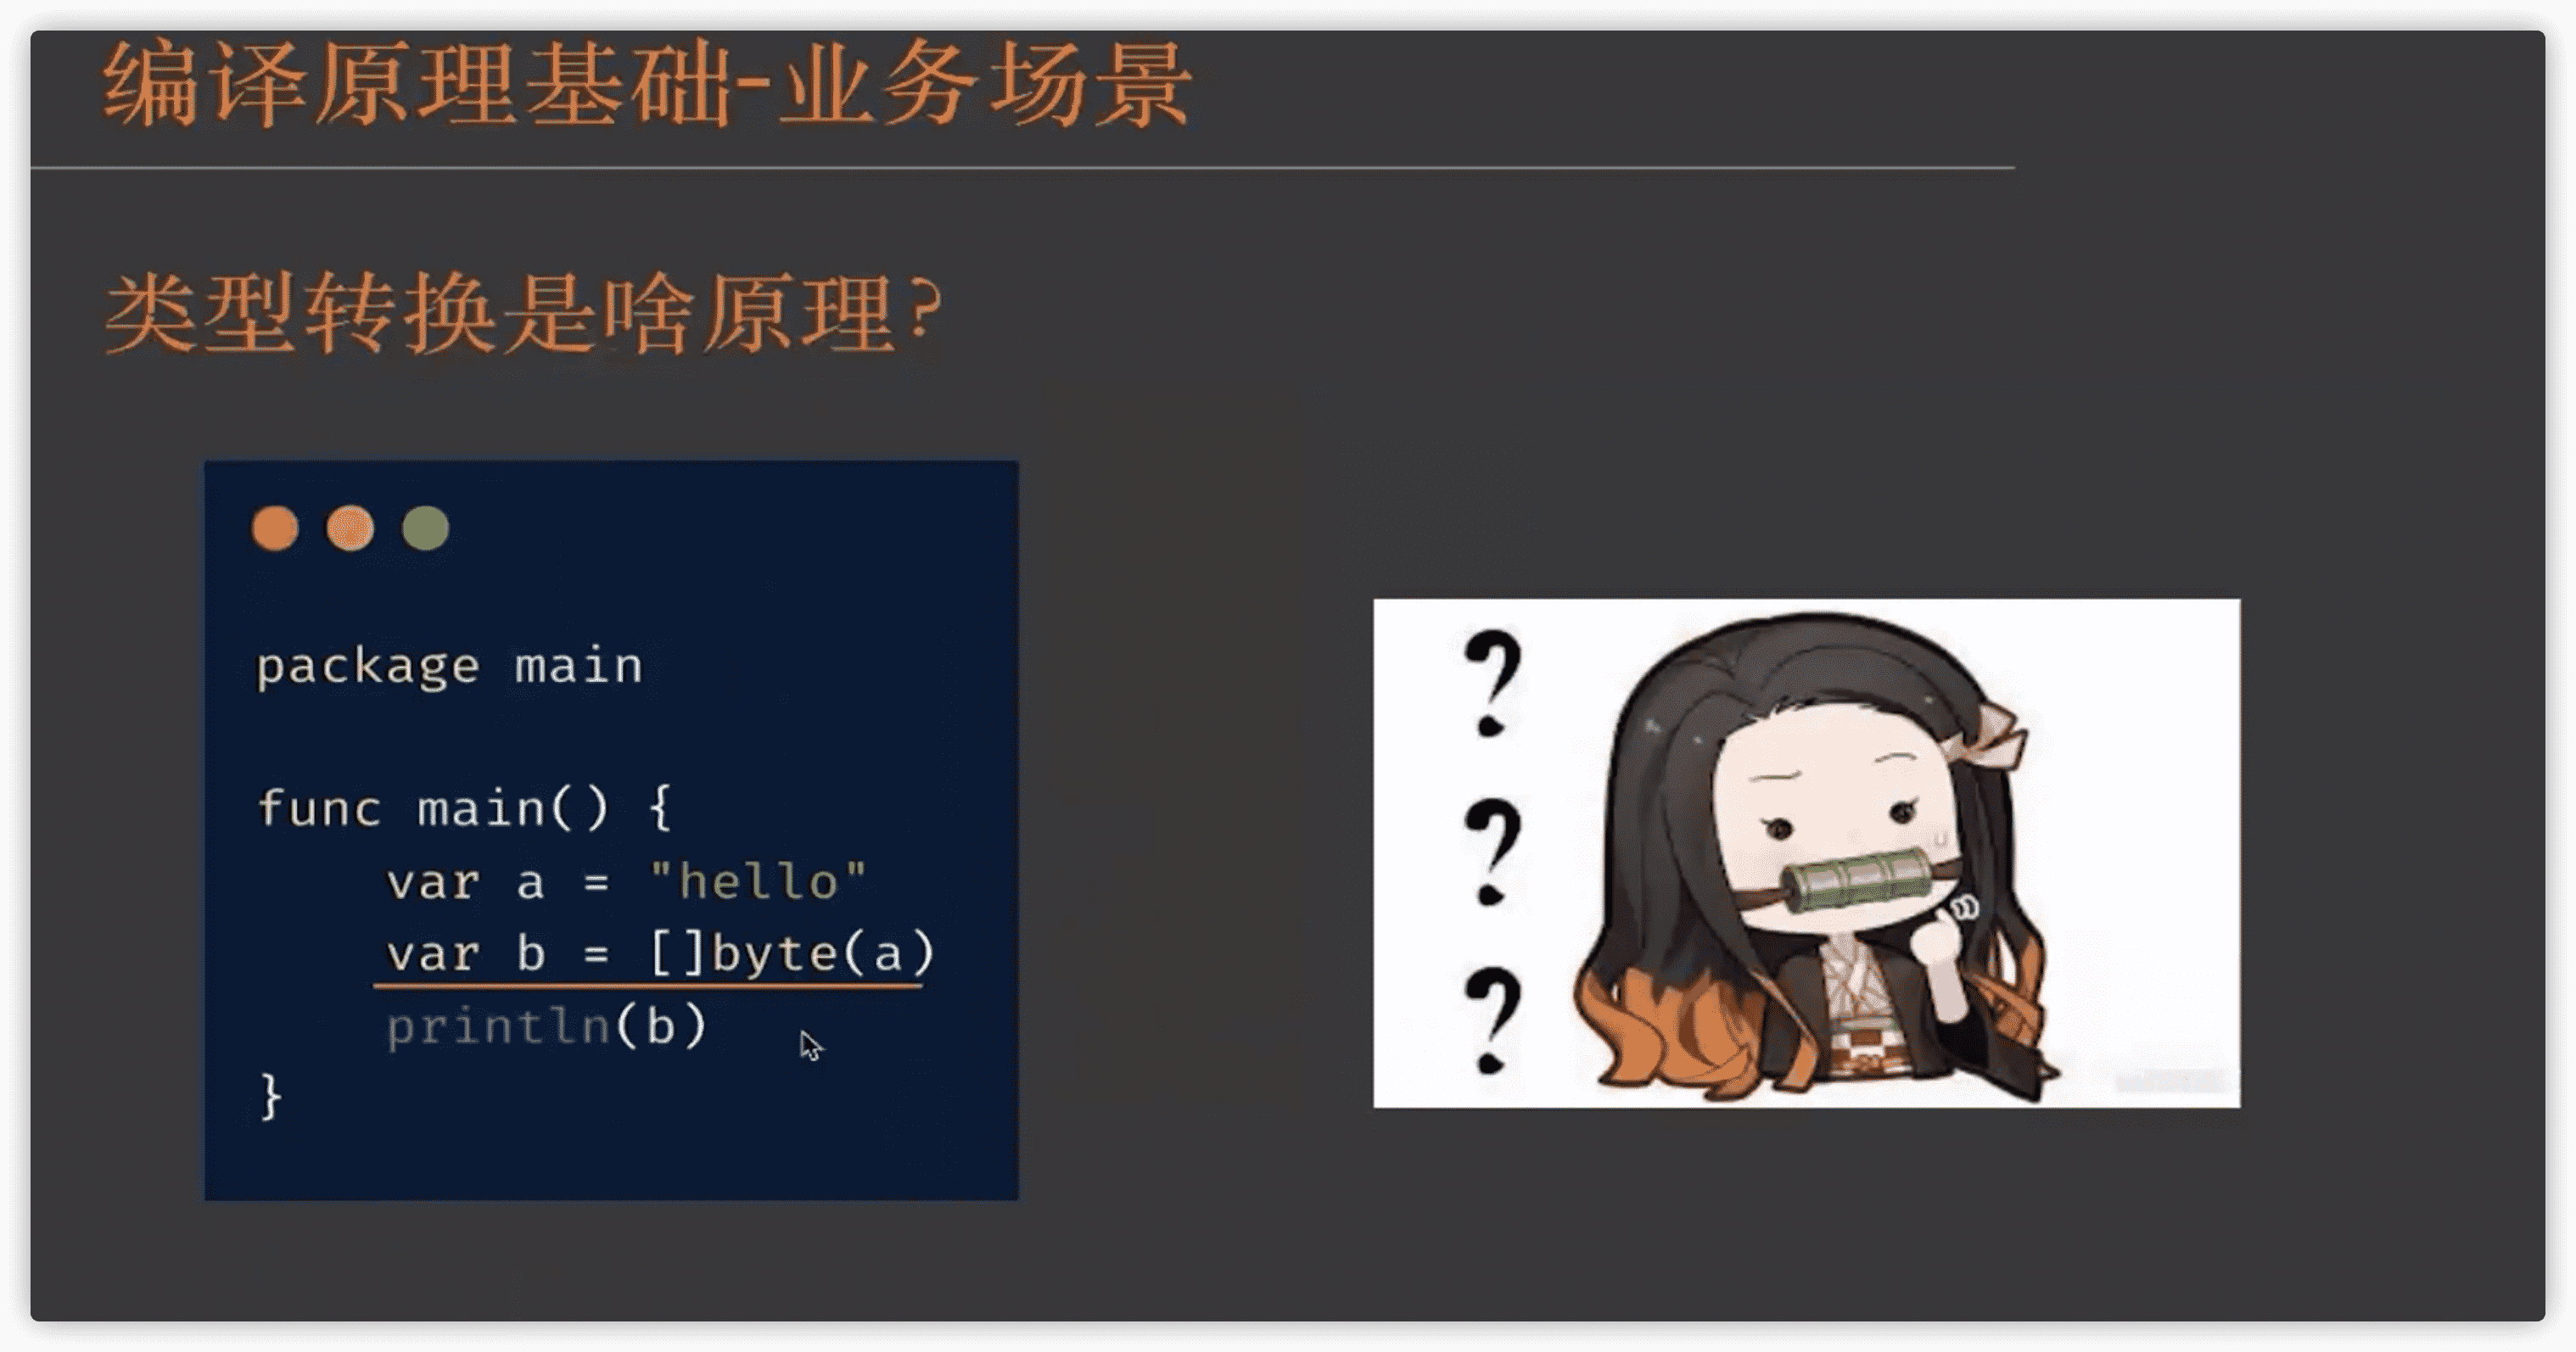 编译原理基础-业务场景
类型转换是啥原理?
package main
func main() {
var a = "hello"
var b = []byte(a)
println(b)
}
?
?
?